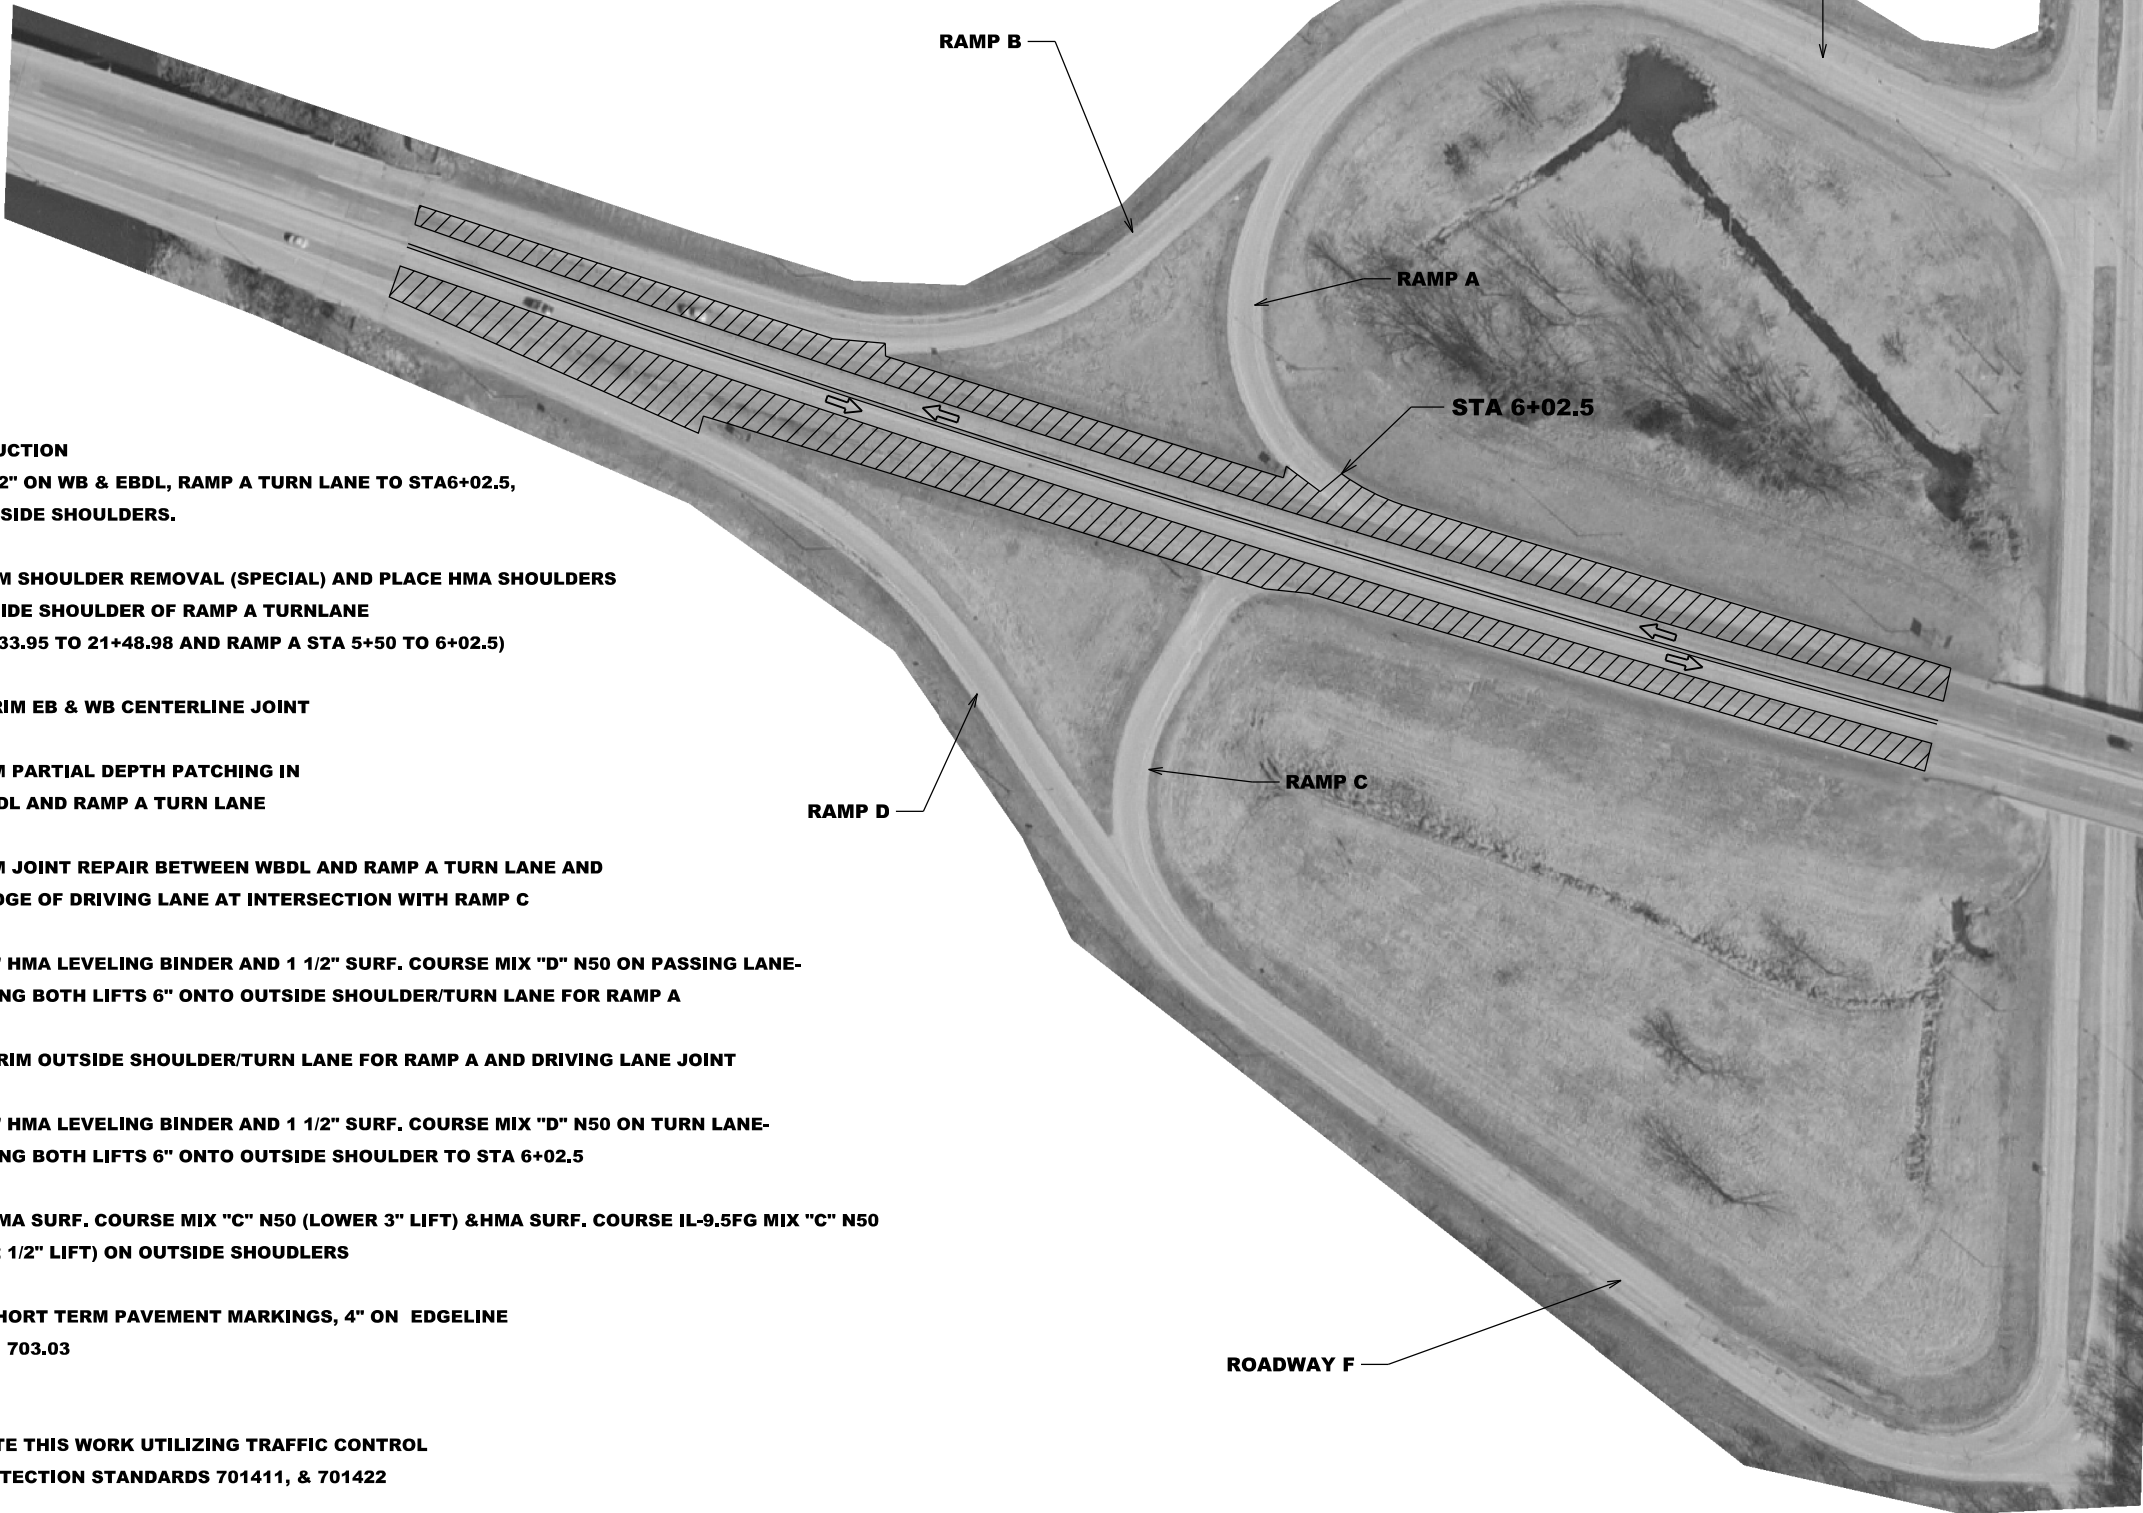 RAMP B
RAMP A
STA 6+02.5
UCTION
2" ON WB & EBDL, RAMP A TURN LANE TO STA6+02.5,
SIDE SHOULDERS.
M SHOULDER REMOVAL (SPECIAL) AND PLACE HMA SHOULDERS
IDE SHOULDER OF RAMP A TURNLANE
33.95 TO 21+48.98 AND RAMP A STA 5+50 TO 6+02.5)
RIM EB & WB CENTERLINE JOINT
M PARTIAL DEPTH PATCHING IN
DL AND RAMP A TURN LANE
RAMP C
RAMP D
M JOINT REPAIR BETWEEN WBDL AND RAMP A TURN LANE AND
DGE OF DRIVING LANE AT INTERSECTION WITH RAMP C
" HMA LEVELING BINDER AND 1 1/2" SURF. COURSE MIX "D" N50 ON PASSING LANE-
NG BOTH LIFTS 6" ONTO OUTSIDE SHOULDER/TURN LANE FOR RAMP A
RIM OUTSIDE SHOULDER/TURN LANE FOR RAMP A AND DRIVING LANE JOINT
" HMA LEVELING BINDER AND 1 1/2" SURF. COURSE MIX "D" N50 ON TURN LANE-
NG BOTH LIFTS 6" ONTO OUTSIDE SHOULDER TO STA 6+02.5
MA SURF. COURSE MIX "C" N50 (LOWER 3" LIFT) &HMA SURF. COURSE IL-9.5FG MIX "C" N50
1/2" LIFT) ON OUTSIDE SHOUDLERS
HORT TERM PAVEMENT MARKINGS, 4" ON EDGELINE
703.03
ROADWAY F
TE THIS WORK UTILIZING TRAFFIC CONTROL
TECTION STANDARDS 701411, & 701422